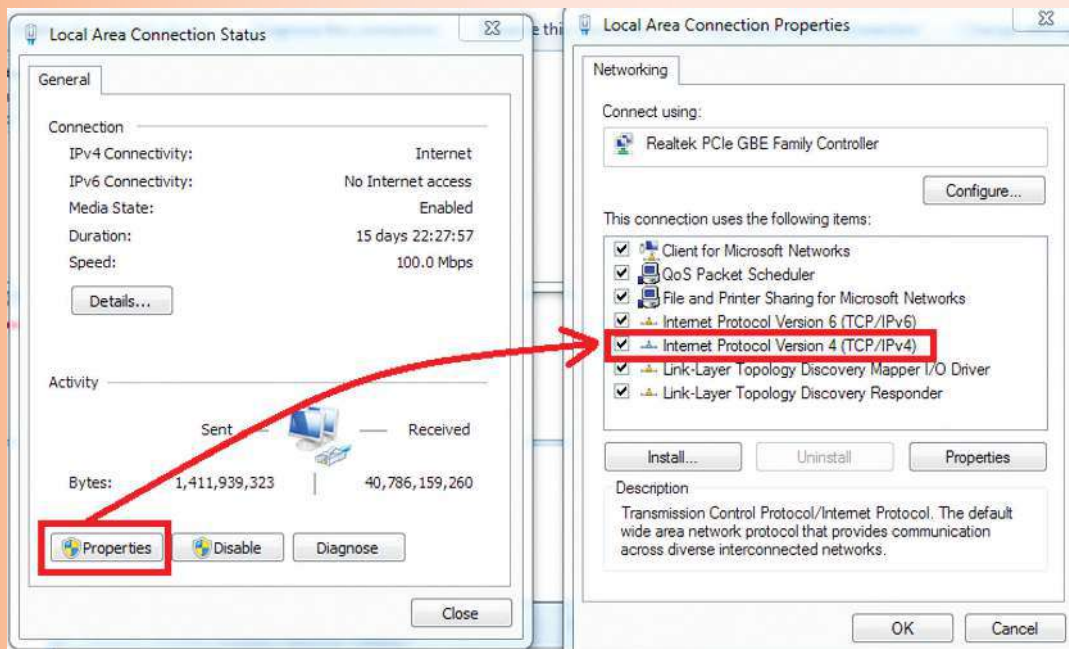 Local Area Connection Status
General
Connection
IPv4 Connectivity: Internet
IPv6 Connectivity: No Internet access
Media State: Enabled
Duration: 15 days 22:27:57
Speed: 100.0 Mbps
Details...
Activity
Sent Received
Bytes: 1,411,939,323 40,786,159,260
Properties Disable Diagnose
Close
Local Area Connection Properties
Networking
Connect using:
Realtek PCIe GBE Family Controller
Configure...
This connection uses the following items:
Client for Microsoft Networks
QoS Packet Scheduler
File and Printer Sharing for Microsoft Networks
Internet Protocol Version 6 (TCP/IPv6)
Internet Protocol Version 4 (TCP/IPv4)
Link-Layer Topology Discovery Mapper I/O Driver
Link-Layer Topology Discovery Responder
Install... Uninstall Properties
Description
Transmission Control Protocol/Internet Protocol. The default
wide area network protocol that provides communication
across diverse interconnected networks.
OK Cancel